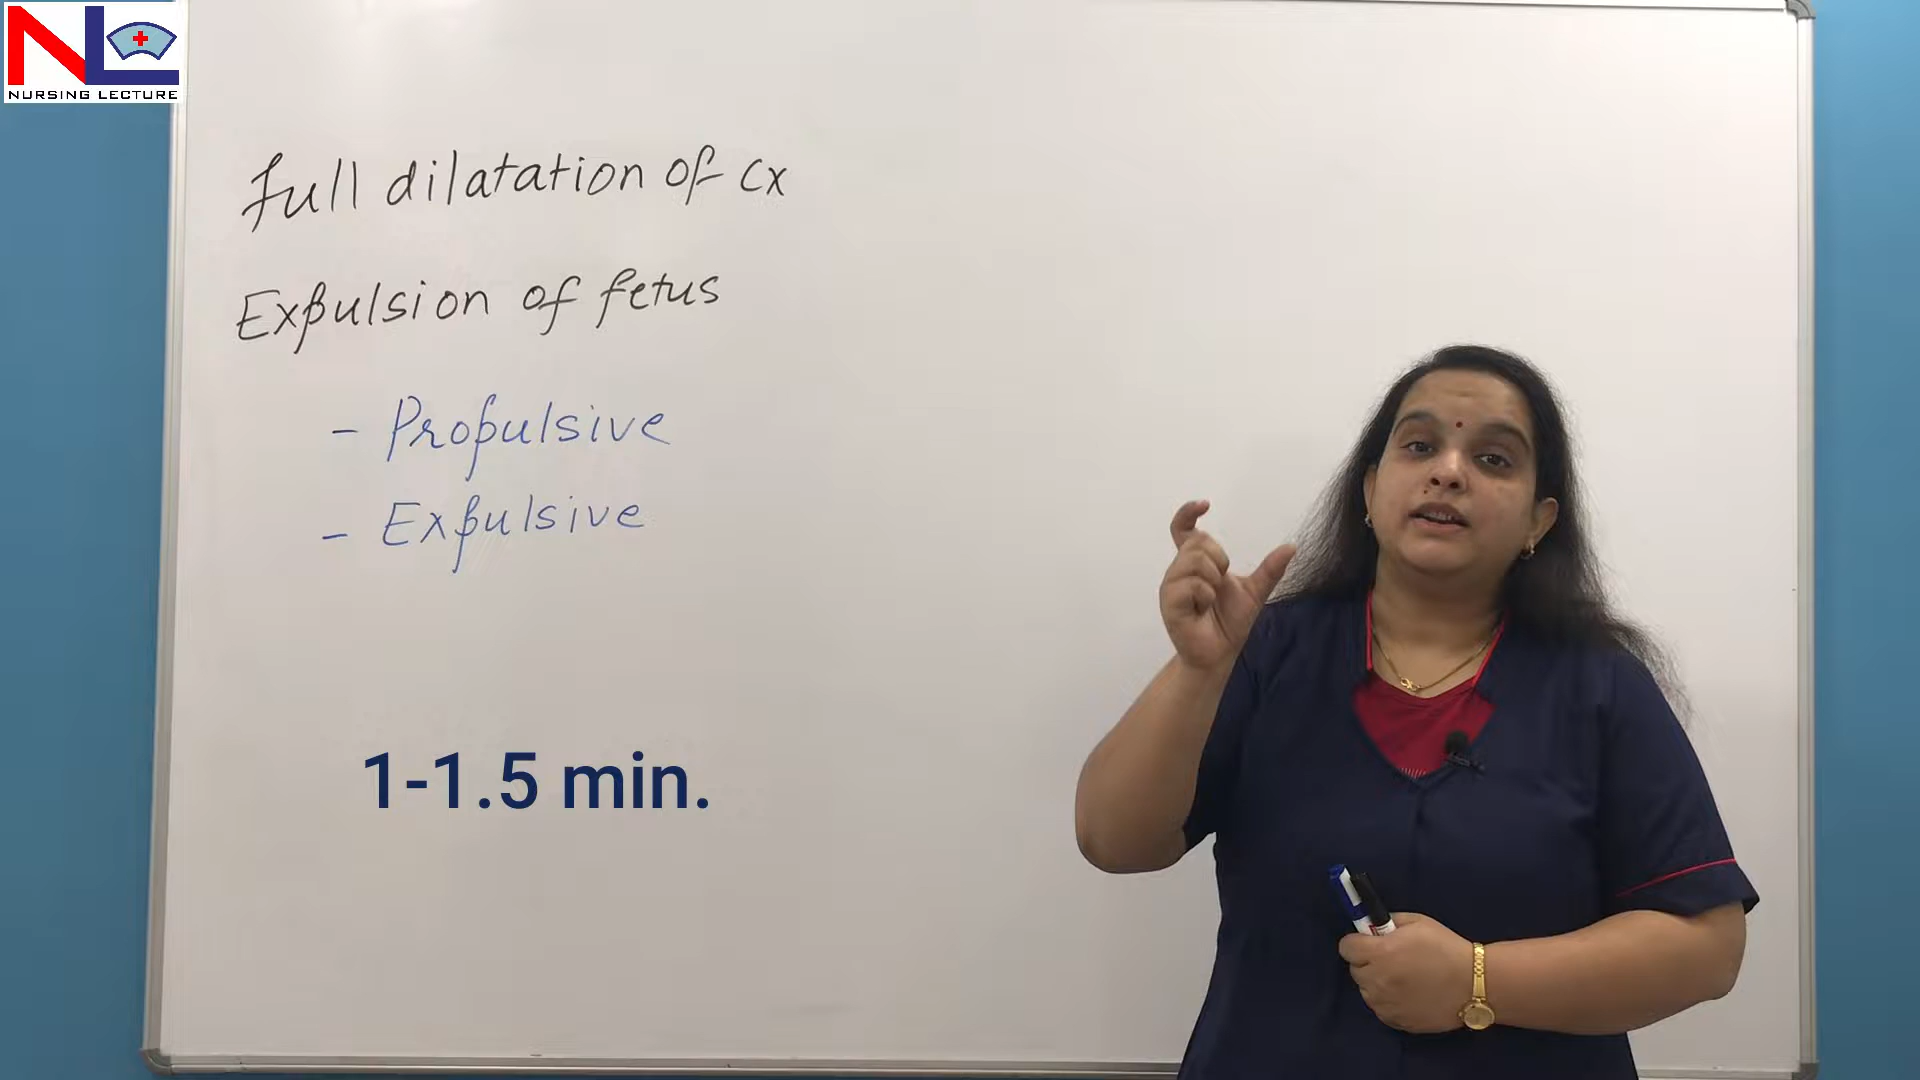 NURSING LECTURE
Full dilatation of Cx
Expulsion of fetus
- Propulsive
- Expulsive
1-1.5 min.